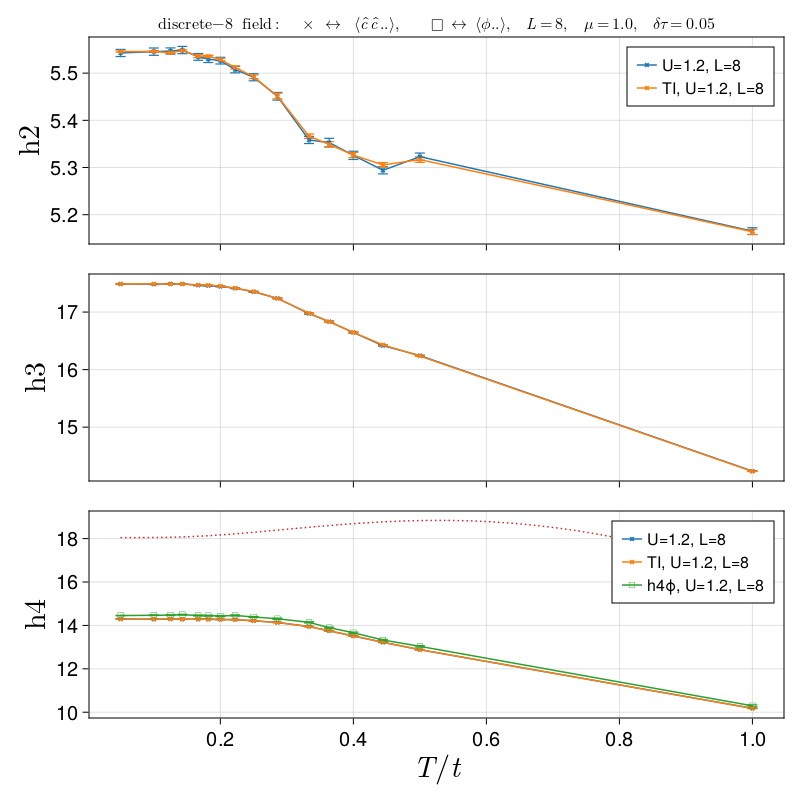 discrete−8 field: × ↔ ⟨ĉ ĉ ..⟩, □ ↔ ⟨ϕ..⟩, L = 8, μ = 1.0, δτ = 0.05
h2
5.5
5.4
5.3
5.2
U=1.2, L=8
TI, U=1.2, L=8
h3
17
16
15
h4
18
16
14
12
10
U=1.2, L=8
TI, U=1.2, L=8
h4ϕ, U=1.2, L=8
0.2 0.4 0.6 0.8 1.0
T/t